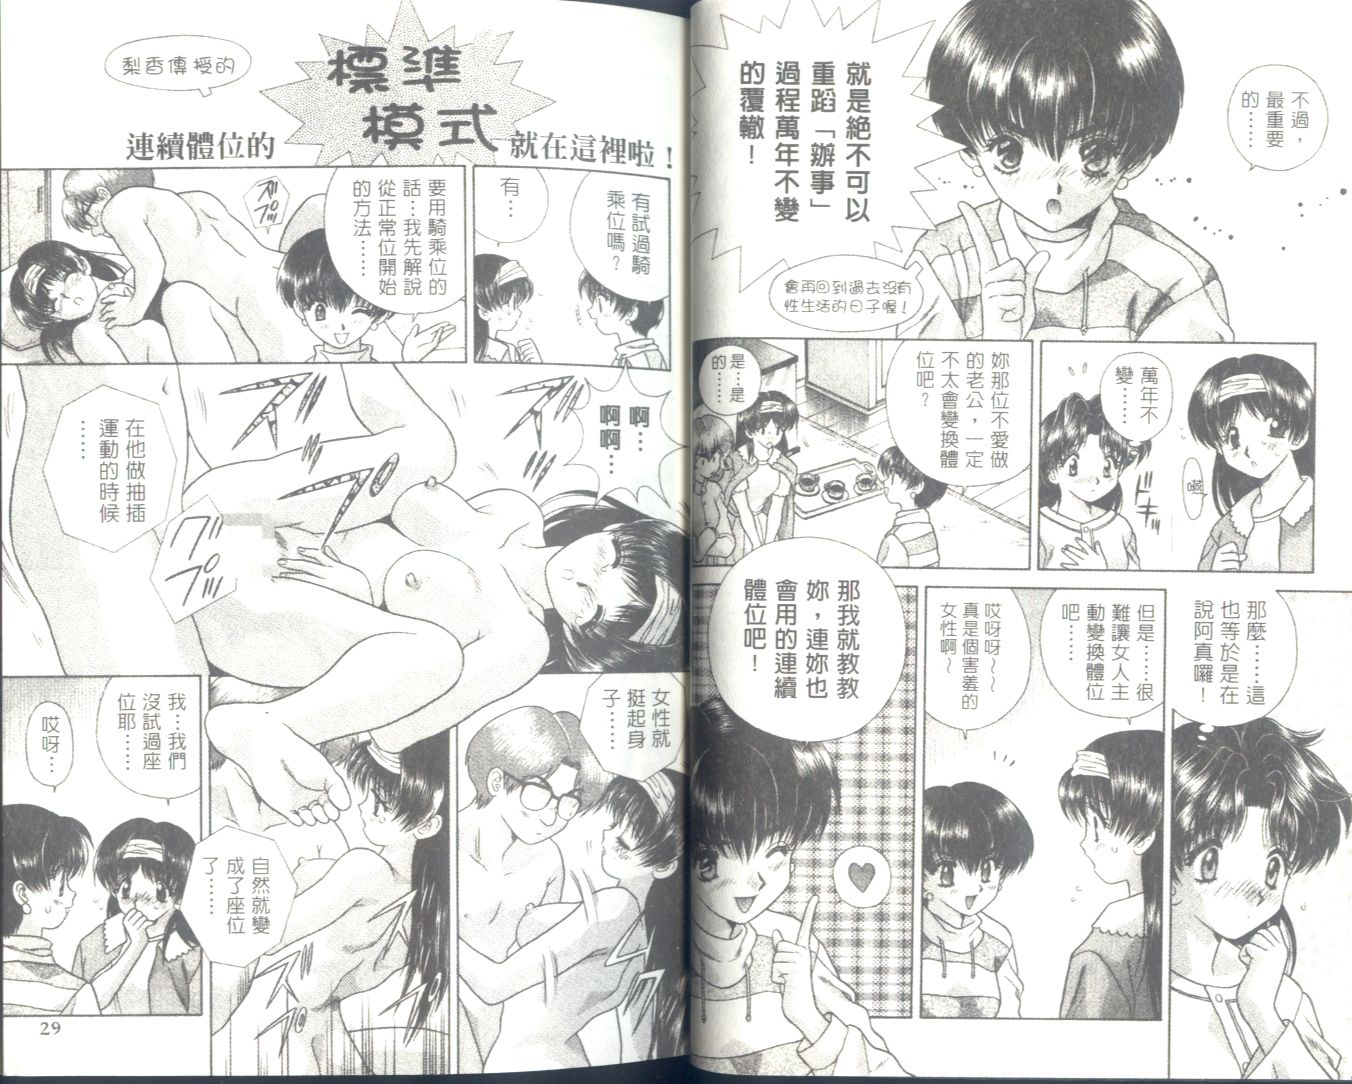 不過，
最重要
的……
就是絕不可以
重蹈「辦事」
過程萬年不變
的覆轍！
會再回到過去沒有
性生活的日子喔！
萬年不
變……
嗯
ドキッ
妳那位不愛做
的老公，一定
不太會變換體
位吧？
是…是
的……
那麼……這
也等於是在
說阿真囉！
但是……很
難讓女人主
動變換體位
吧……
哎呀呀～～
真是個害羞的
女性啊～
那我就教教
妳，連妳也
會用的連續
體位吧！
梨香傳授的
連續體位的
標準
模式
就在這裡啦！
有試過騎
乘位嗎？
有…
要用騎乘位的
話…我先解說
從正常位開始
的方法……
ズプッ
啊…
啊啊…
在他做抽插
運動的時候
……
ズプッ
女性就
挺起身
子……
自然就變
成了座位
了……
我…我們
沒試過座
位耶……
哎呀…
29